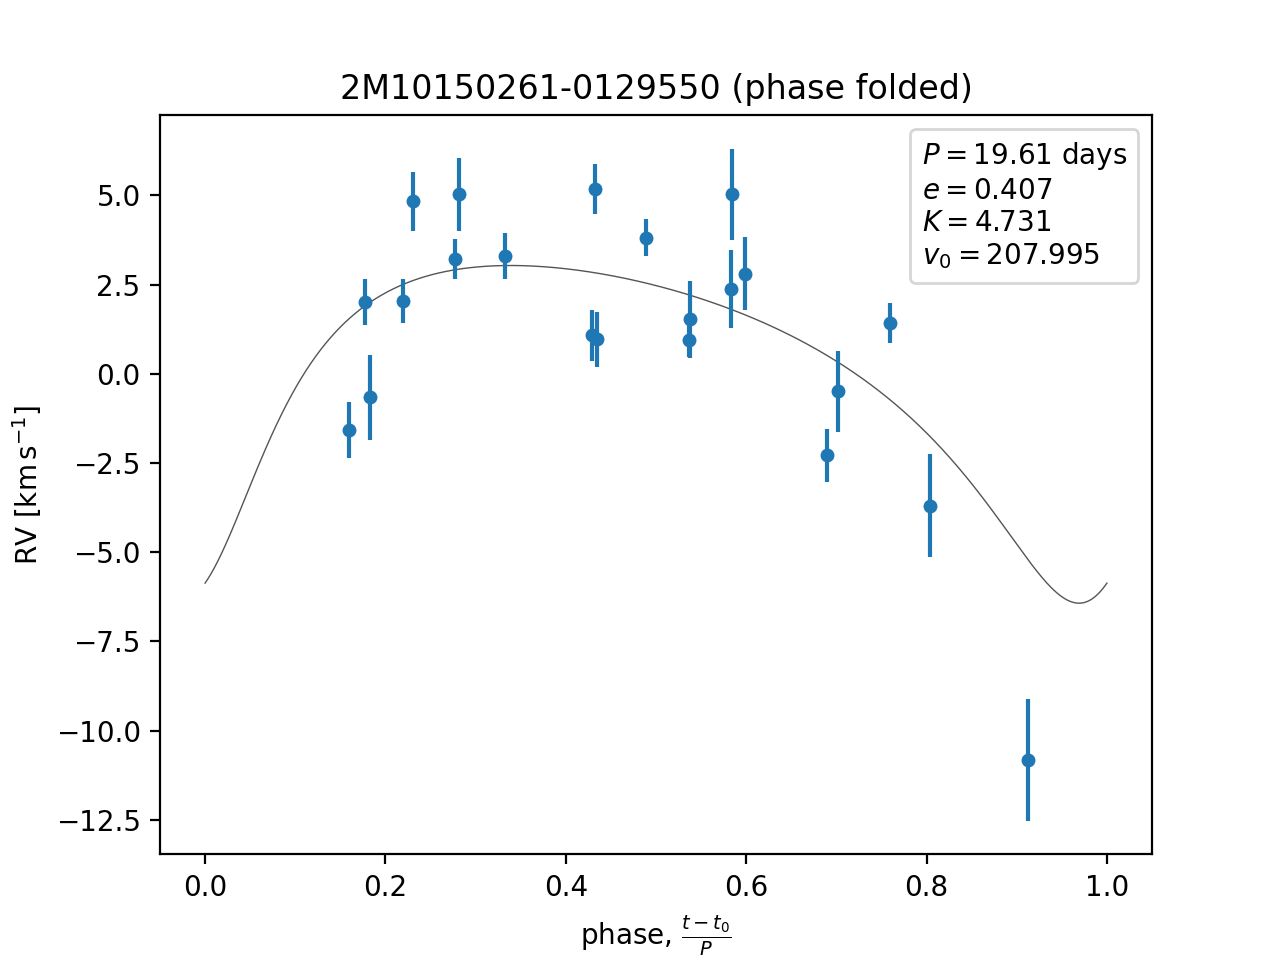 2M10150261-0129550 (phase folded)
P = 19.61 days
e = 0.407
K = 4.731
v₀ = 207.995
RV [km s⁻¹]
5.0
2.5
0.0
−2.5
−5.0
−7.5
−10.0
−12.5
0.0 0.2 0.4 0.6 0.8 1.0
phase, (t − t₀)/P